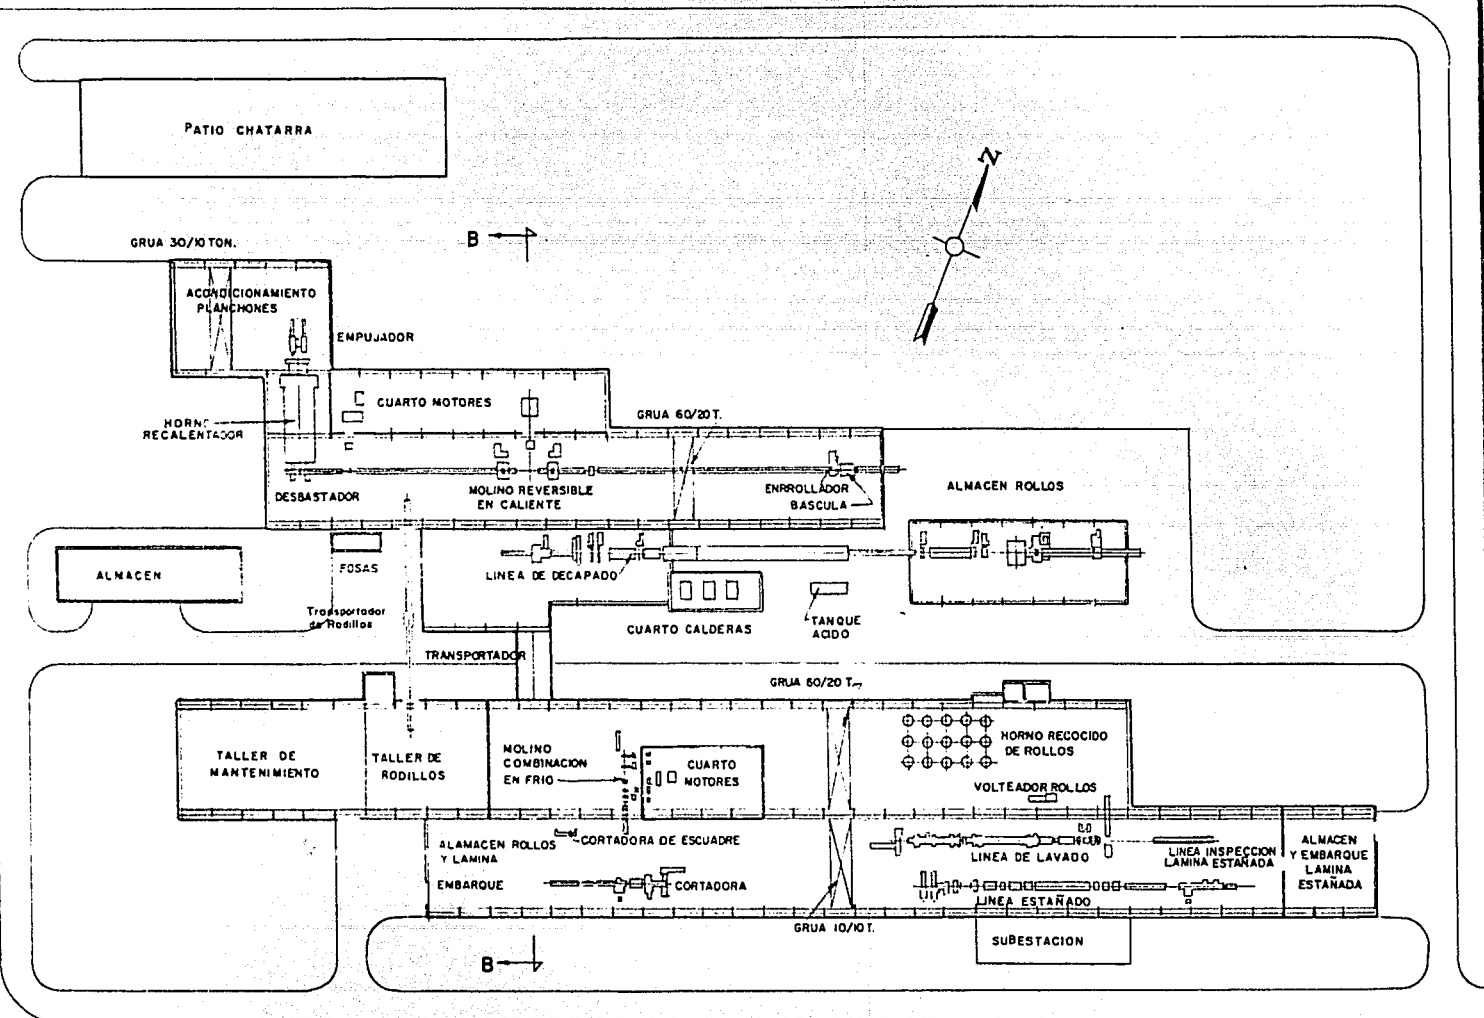 PATIO CHATARRA
N
B
GRUA 30/10 TON.
ACONDICIONAMIENTO
PLANCHONES
EMPUJADOR
CUARTO MOTORES
HORNO
RECALENTADOR
GRUA 60/20 T.
DESBASTADOR
MOLINO REVERSIBLE
EN CALIENTE
ENRROLLADOR
BASCULA
ALMACEN ROLLOS
ALMACEN
FOSAS
LINEA DE DECAPADO
Transportador
de Rodillos
CUARTO CALDERAS
TANQUE
ACIDO
TRANSPORTADOR
GRUA 60/20 T.
TALLER DE
MANTENIMIENTO
TALLER DE
RODILLOS
MOLINO
COMBINACION
EN FRIO
CUARTO
MOTORES
HORNO RECOCIDO
DE ROLLOS
VOLTEADOR ROLLOS
ALAMACEN ROLLOS
Y LAMINA
CORTADORA DE ESCUADRE
LINEA DE LAVADO
LINEA INSPECCION
LAMINA ESTAÑADA
ALMACEN
Y EMBARQUE
LAMINA
ESTAÑADA
EMBARQUE
CORTADORA
LINEA ESTAÑADO
GRUA 10/10 T.
SUBESTACION
B